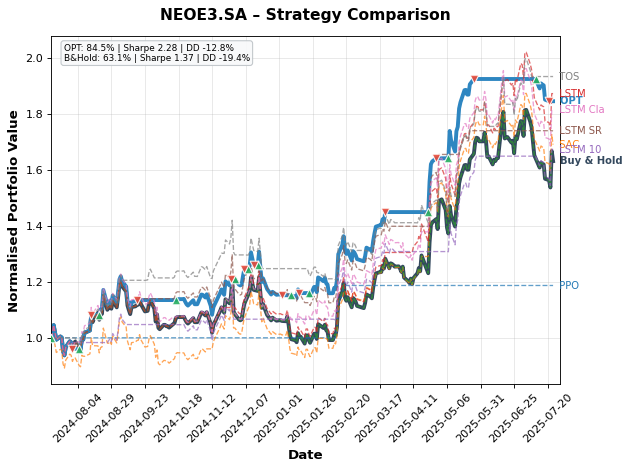 NEOE3.SA – Strategy Comparison
OPT: 84.5% | Sharpe 2.28 | DD -12.8%
B&Hold: 63.1% | Sharpe 1.37 | DD -19.4%
Normalised Portfolio Value
2.0
1.8
1.6
1.4
1.2
1.0
TOS
LSTM
OPT
LSTM Cla
LSTM SR
SAC
LSTM 10
Buy & Hold
PPO
2024-08-04
2024-08-29
2024-09-23
2024-10-18
2024-11-12
2024-12-07
2025-01-01
2025-01-26
2025-02-20
2025-03-17
2025-04-11
2025-05-06
2025-05-31
2025-06-25
2025-07-20
Date